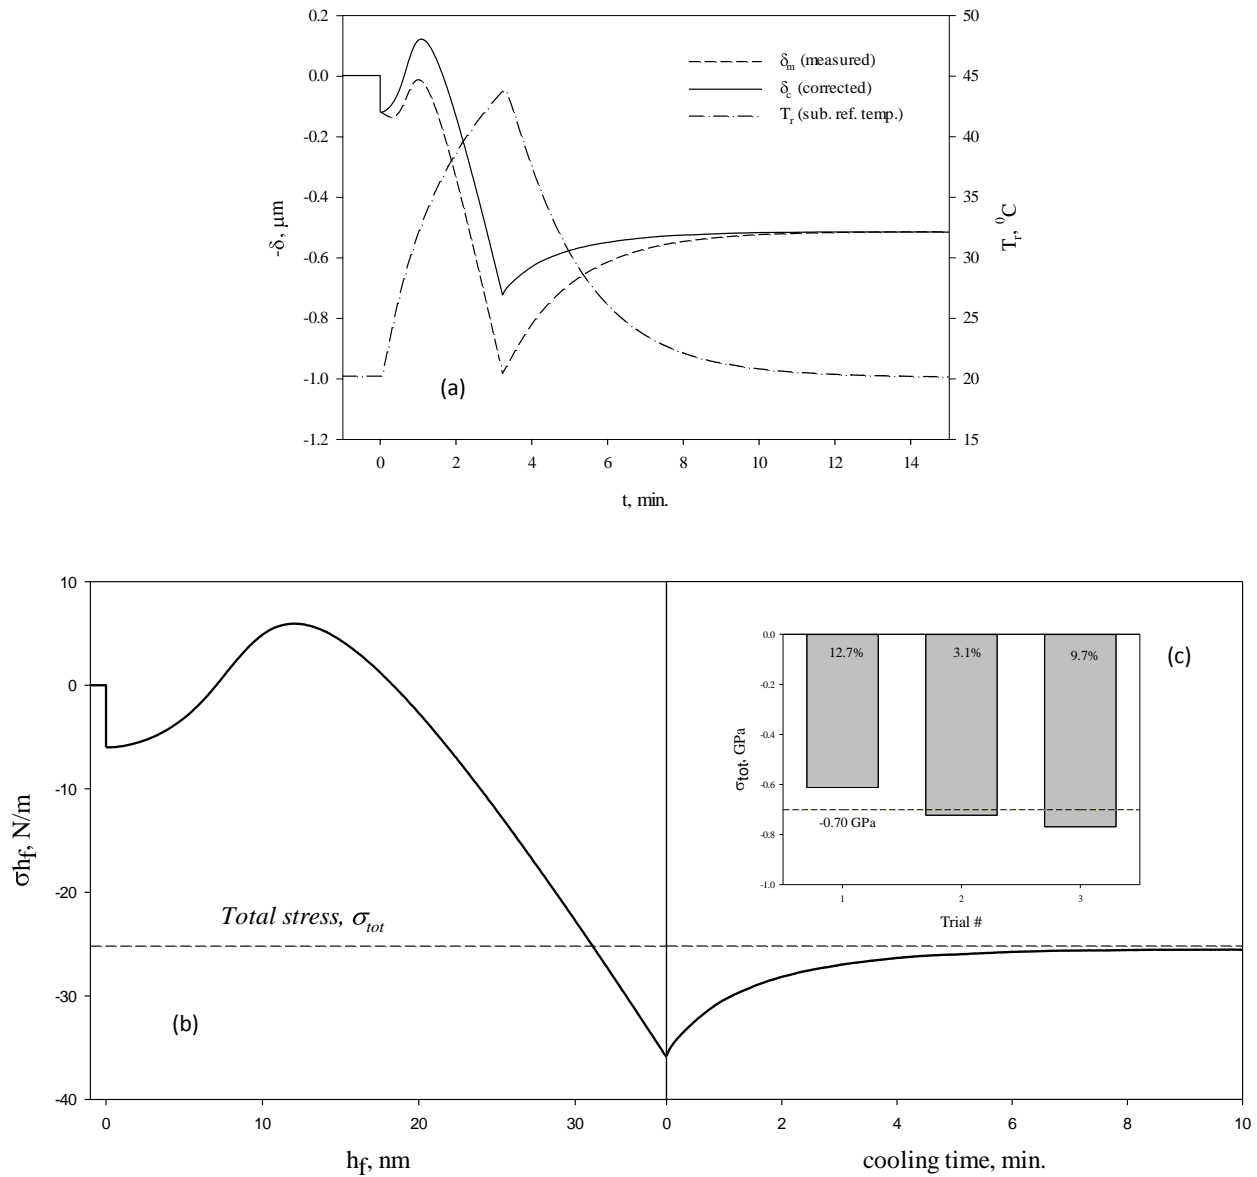 0.2
0.0
-0.2
-0.4
-0.6
-0.8
-1.0
-1.2
-δ, μm
50
45
40
35
30
25
20
15
T_r, ⁰C
δ_m (measured)
δ_c (corrected)
T_r (sub. ref. temp.)
(a)
0 2 4 6 8 10 12 14
t, min.
10
0
-10
-20
-30
-40
σh_f, N/m
Total stress, σ_tot
(b)
0 10 20 30 0 2 4 6 8 10
h_f, nm
cooling time, min.
0.0
-0.2
-0.4
-0.6
-0.8
-1.0
σ_tot, GPa
12.7% 3.1% 9.7%
(c)
-0.70 GPa
1 2 3
Trial #